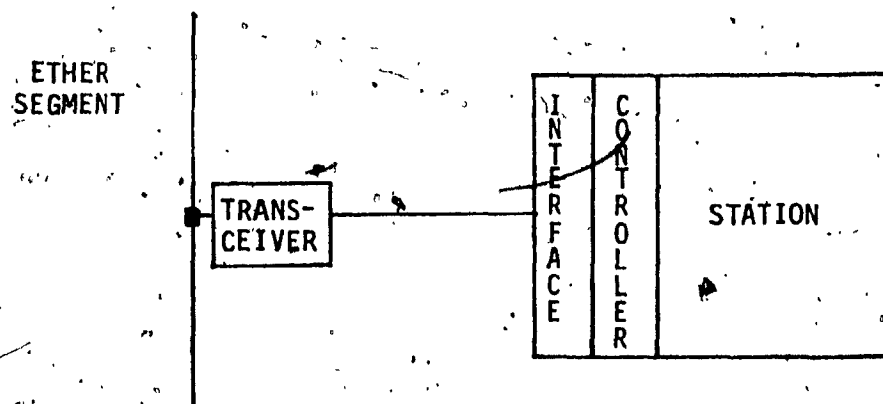 ETHER
SEGMENT
TRANS-
CEIVER
INTERFACE
CONTROLLER
STATION